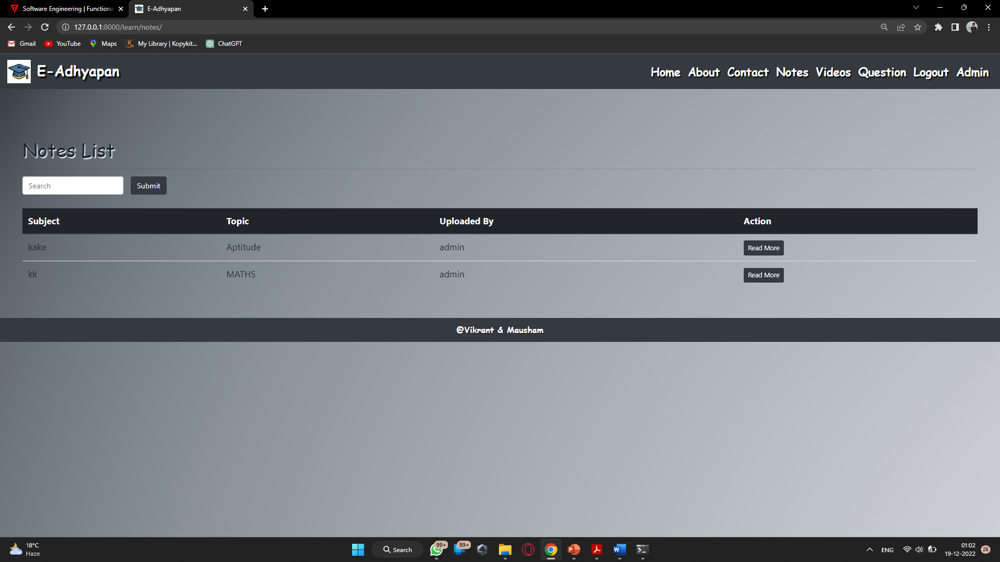 Software Engineering | Functiona
E-Adhyapan
127.0.0.1:8000/learn/notes/
Gmail YouTube Maps My Library | Kopykit... ChatGPT
E-Adhyapan
Home About Contact Notes Videos Question Logout Admin
Notes List
Search Submit
Subject Topic Uploaded By Action
kake Aptitude admin Read More
kk MATHS admin Read More
@Vikrant & Mausham
18°C
Haze
Search
99+
99+
ENG
01:02
19-12-2022
26